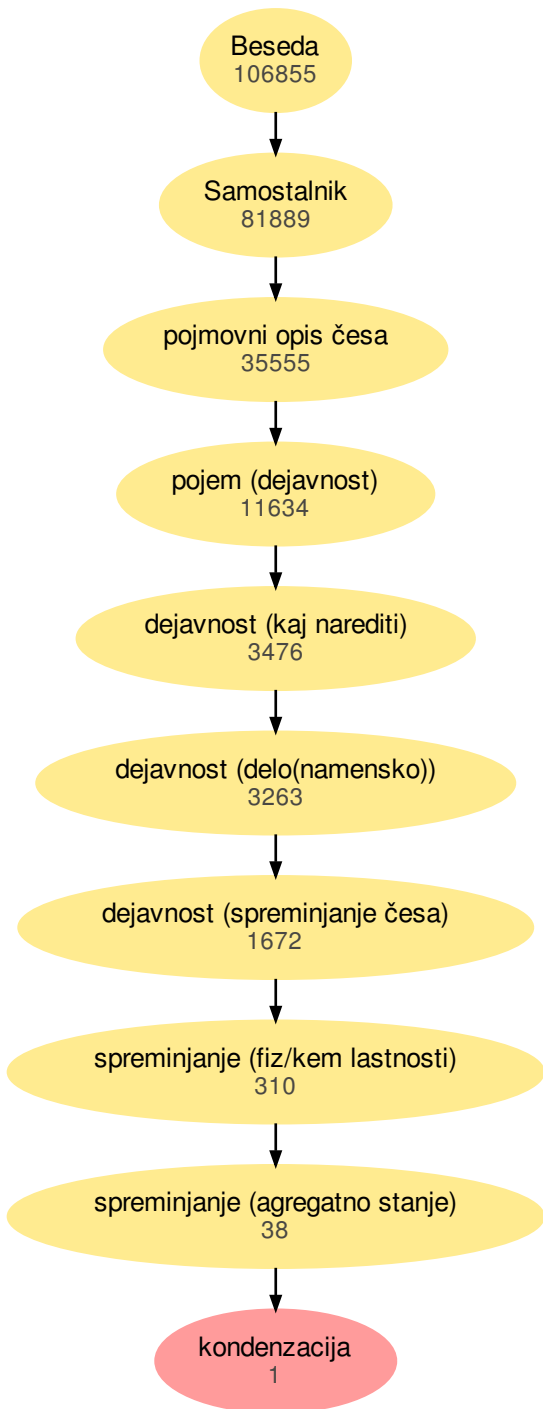 Beseda
106855
Samostalnik
81889
pojmovni opis česa
35555
pojem (dejavnost)
11634
dejavnost (kaj narediti)
3476
dejavnost (delo(namensko))
3263
dejavnost (spreminjanje česa)
1672
spreminjanje (fiz/kem lastnosti)
310
spreminjanje (agregatno stanje)
38
kondenzacija
1